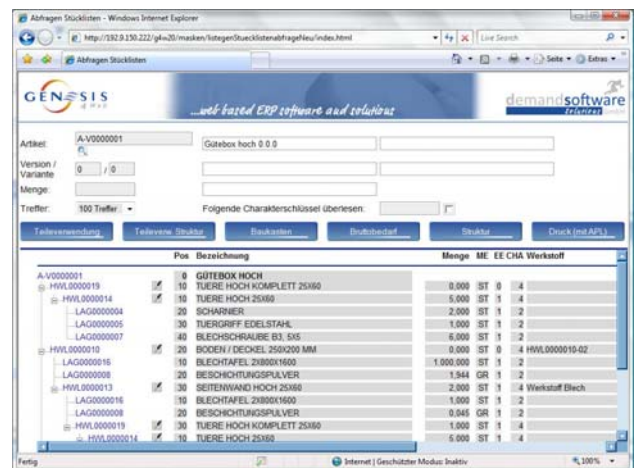 Abfragen Stücklisten - Windows Internet Explorer
http://192.9.150.222/g4w20/masken/listegenStuecklistenabfrageNeu/index.html
Live Search
Abfragen Stücklisten
Seite
Extras
GENESIS
...web based ERP software and solutions
demandsoftware
Solutions
Artikel: A-V0000001 Gütebox hoch 0.0.0
Version / Variante 0 / 0
Menge:
Treffer: 100 Treffer Folgende Charakterschlüssel überlesen:
Teileverwendung Teileverw. Struktur Baukasten Bruttobedarf Struktur Druck (mit APL)
Pos Bezeichnung Menge ME EE CHA Werkstoff
A-V0000001 0 GÜTEBOX HOCH
HWL0000019 10 TUERE HOCH KOMPLETT 25X60 0,000 ST 0 4
HWL0000014 10 TUERE HOCH 25X60 5,000 ST 1 4
LAG0000004 20 SCHARNIER 2,000 ST 1 2
LAG0000005 30 TUERGRIFF EDELSTAHL 1,000 ST 1 2
LAG0000007 40 BLECHSCHRAUBE B3, 5X5 6,000 ST 1 2
HWL0000010 20 BODEN / DECKEL 250X200 MM 0,000 ST 0 4 HWL0000010-02
LAG0000016 10 BLECHTAFEL 2X800X1600 1.000,000 ST 1 2
LAG0000008 20 BESCHICHTUNGSPULVER 1,944 GR 1 2
HWL0000013 30 SEITENWAND HOCH 25X60 2,000 ST 1 4 Werkstoff Blech
LAG0000016 10 BLECHTAFEL 2X800X1600 1,000 ST 1 2
LAG0000008 20 BESCHICHTUNGSPULVER 0,045 GR 1 2
HWL0000019 30 TUERE HOCH KOMPLETT 25X60 1,000 ST 1 4
HWL0000014 10 TUERE HOCH 25X60 5,000 ST 1 4
Fertig Internet | Geschützter Modus: Inaktiv 100%